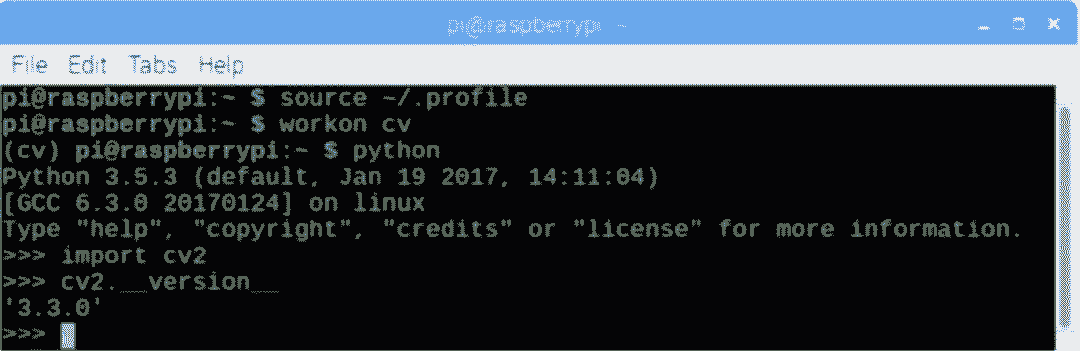 pi@raspberrypi: ~
File Edit Tabs Help
pi@raspberrypi:~ $ source ~/.profile
pi@raspberrypi:~ $ workon cv
(cv) pi@raspberrypi:~ $ python
Python 3.5.3 (default, Jan 19 2017, 14:11:04)
[GCC 6.3.0 20170124] on linux
Type "help", "copyright", "credits" or "license" for more information.
>>> import cv2
>>> cv2.__version__
'3.3.0'
>>>